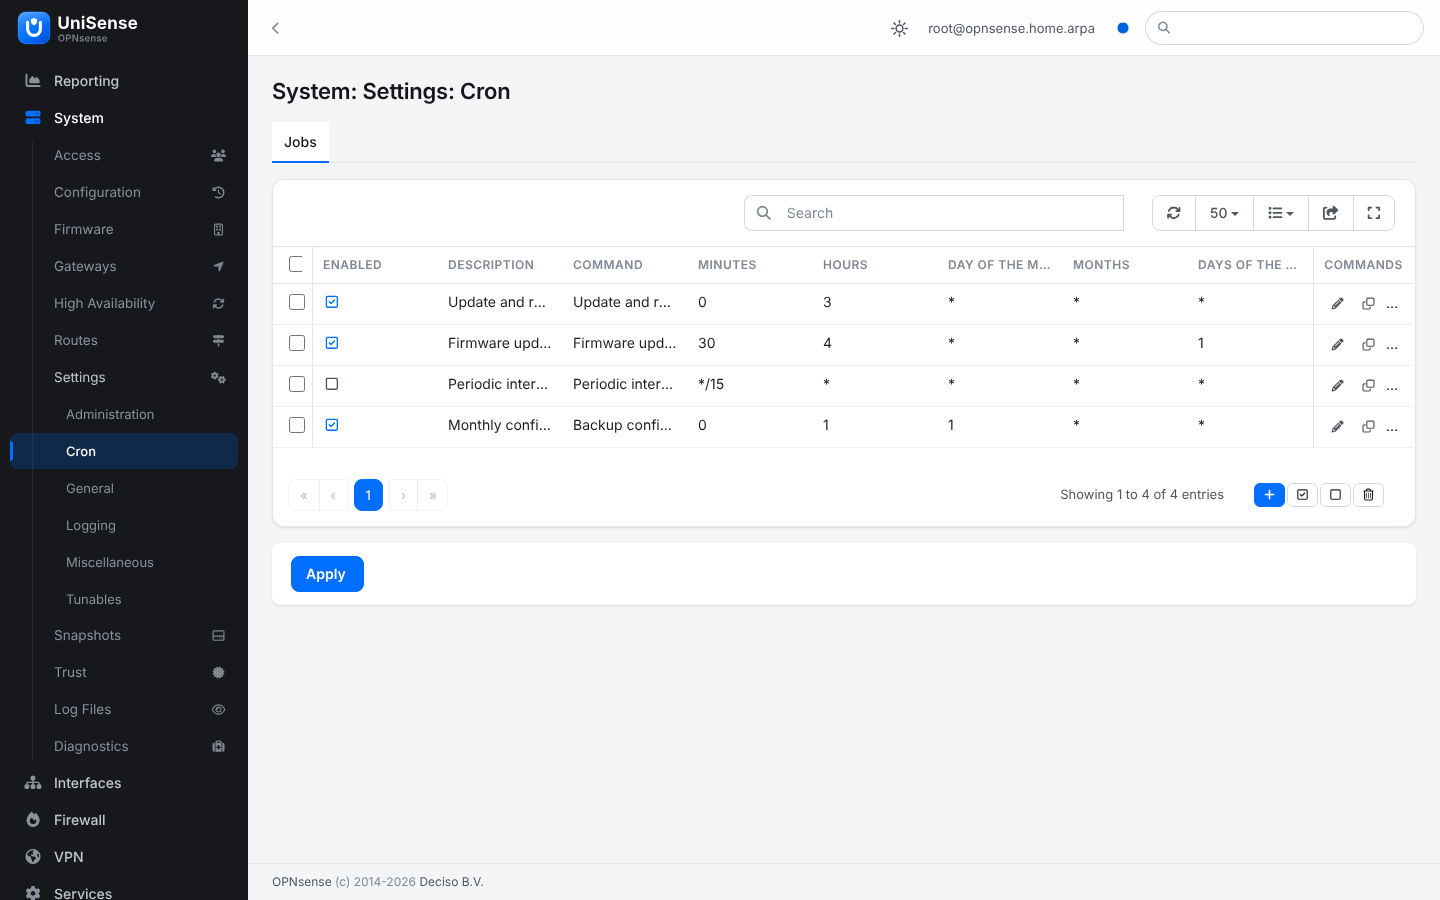 UniSense
OPNsense
root@opnsense.home.arpa
Reporting
System
Access
Configuration
Firmware
Gateways
High Availability
Routes
Settings
Administration
Cron
General
Logging
Miscellaneous
Tunables
Snapshots
Trust
Log Files
Diagnostics
Interfaces
Firewall
VPN
Services
System: Settings: Cron
Jobs
Search
50
ENABLED DESCRIPTION COMMAND MINUTES HOURS DAY OF THE M... MONTHS DAYS OF THE ... COMMANDS
Update and r... Update and r... 0 3 * * * ...
Firmware upd... Firmware upd... 30 4 * * 1 ...
Periodic inter... Periodic inter... */15 * * * * ...
Monthly confi... Backup confi... 0 1 1 * * ...
« ‹ 1 › »
Showing 1 to 4 of 4 entries
Apply
OPNsense (c) 2014-2026 Deciso B.V.